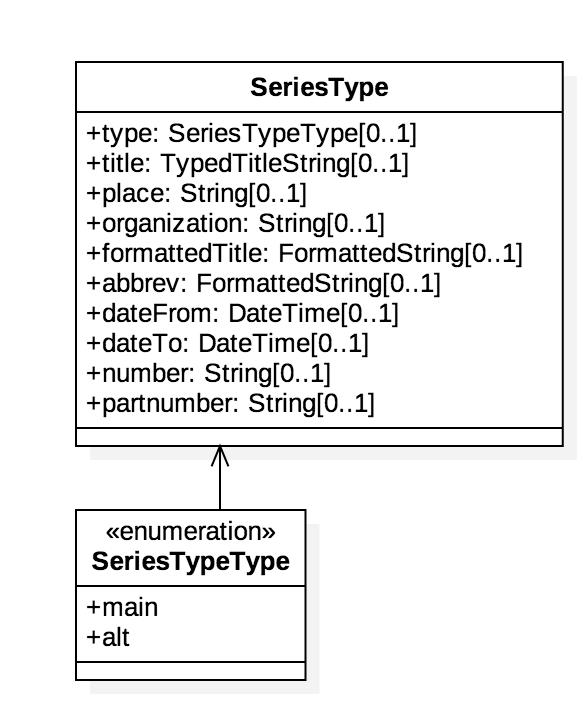 SeriesType
+type: SeriesTypeType[0..1]
+title: TypedTitleString[0..1]
+place: String[0..1]
+organization: String[0..1]
+formattedTitle: FormattedString[0..1]
+abbrev: FormattedString[0..1]
+dateFrom: DateTime[0..1]
+dateTo: DateTime[0..1]
+number: String[0..1]
+partnumber: String[0..1]
«enumeration»
SeriesTypeType
+main
+alt